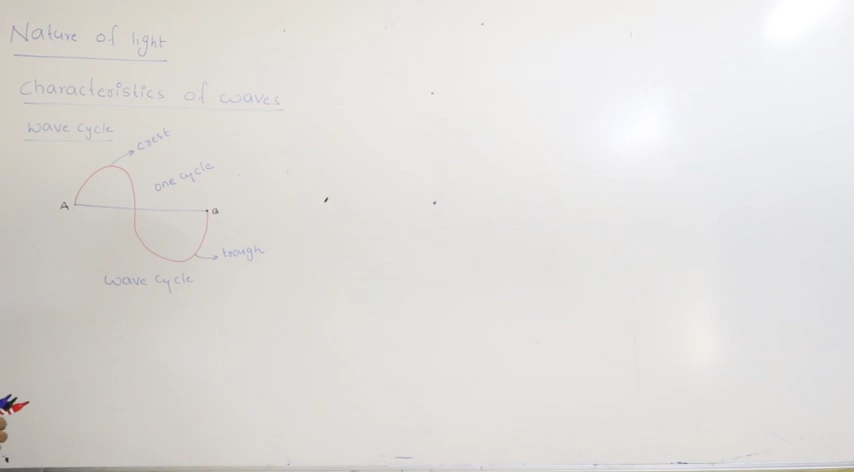 Nature of light
Characteristics of waves
Wave cycle
crest
one cycle
A
B
trough
Wave cycle